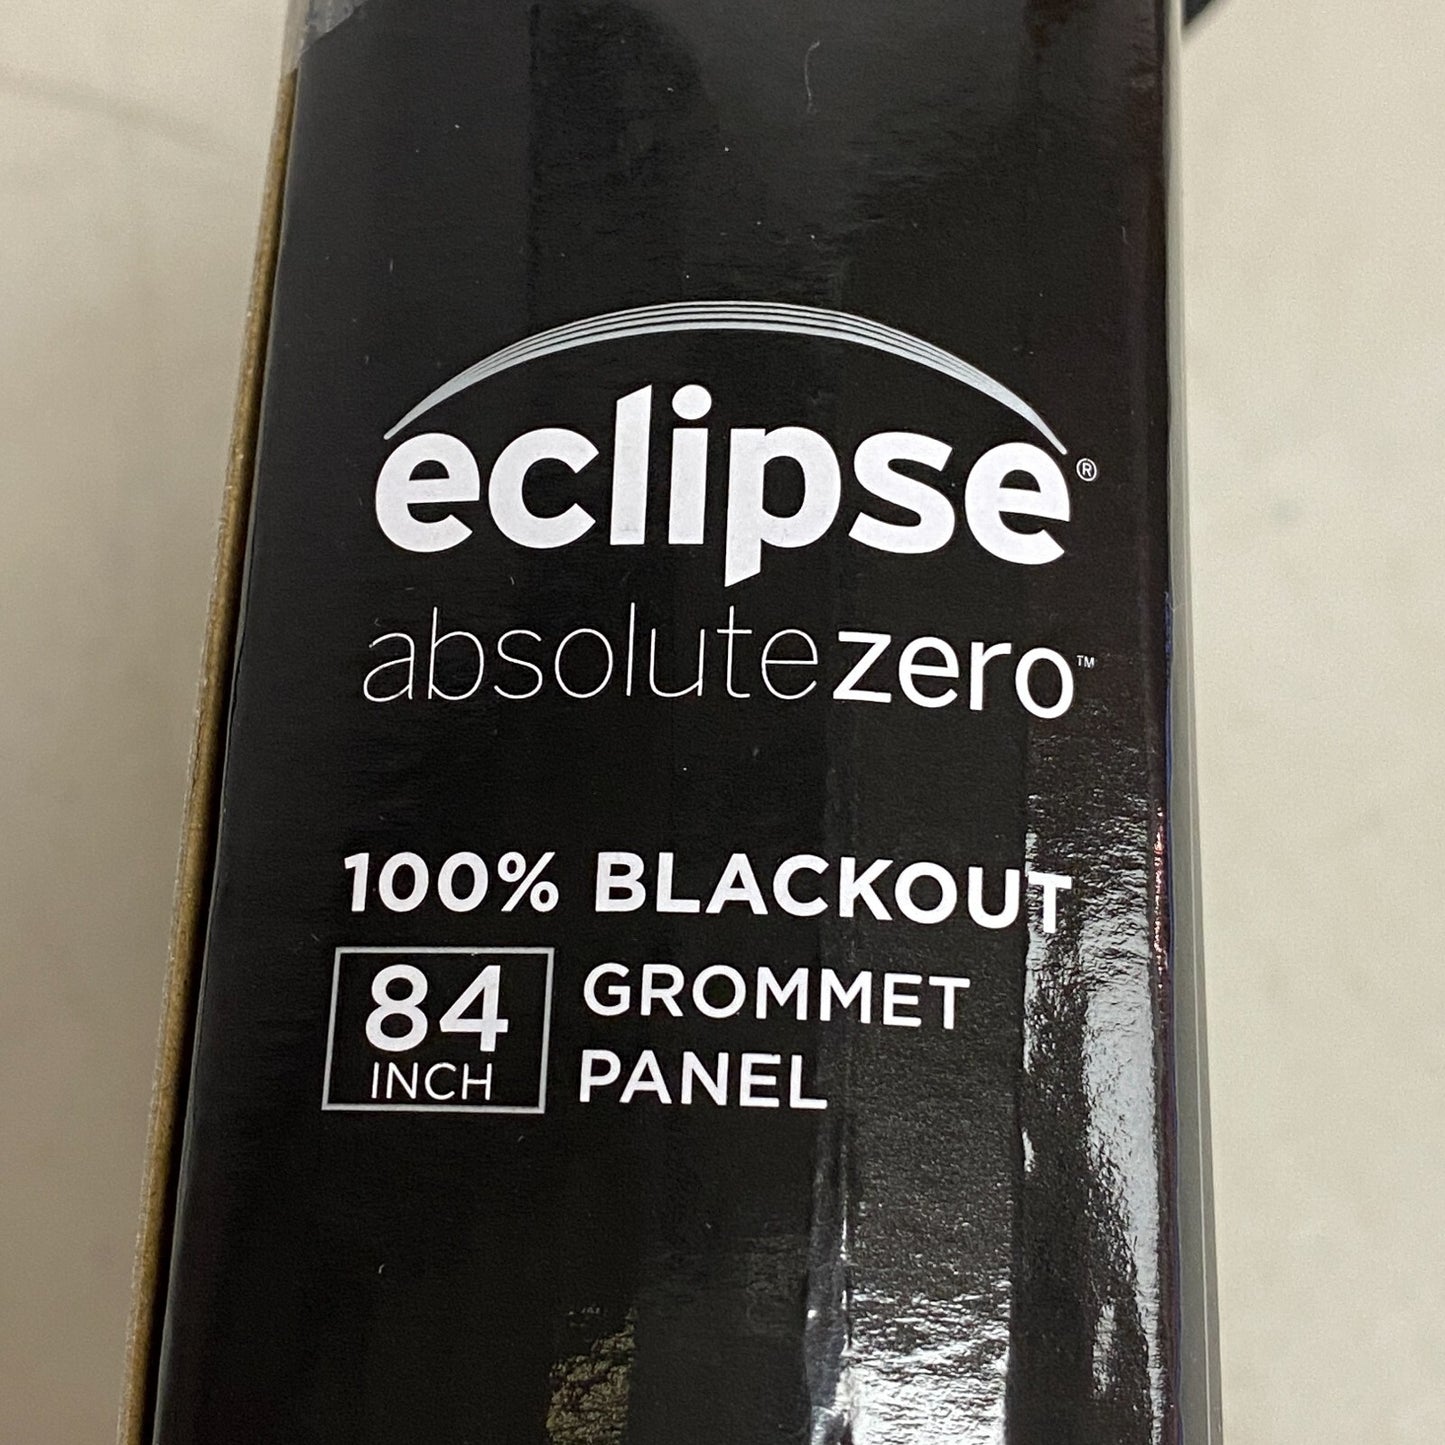 eclipse®
absolutezero™
100% BLACKOUT
84
INCH
GROMMET
PANEL